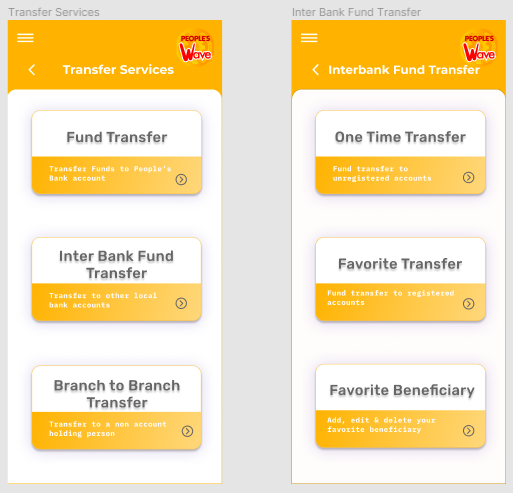 Transfer Services
PEOPLE'S
Wave
Transfer Services
Fund Transfer
Transfer Funds to People's
Bank account
Inter Bank Fund
Transfer
Transfer to other local
bank accounts
Branch to Branch
Transfer
Transfer to a non account
holding person
Inter Bank Fund Transfer
PEOPLE'S
Wave
Interbank Fund Transfer
One Time Transfer
Fund transfer to
unregistered accounts
Favorite Transfer
Fund transfer to registered
accounts
Favorite Beneficiary
Add, edit & delete your
favorite beneficiary